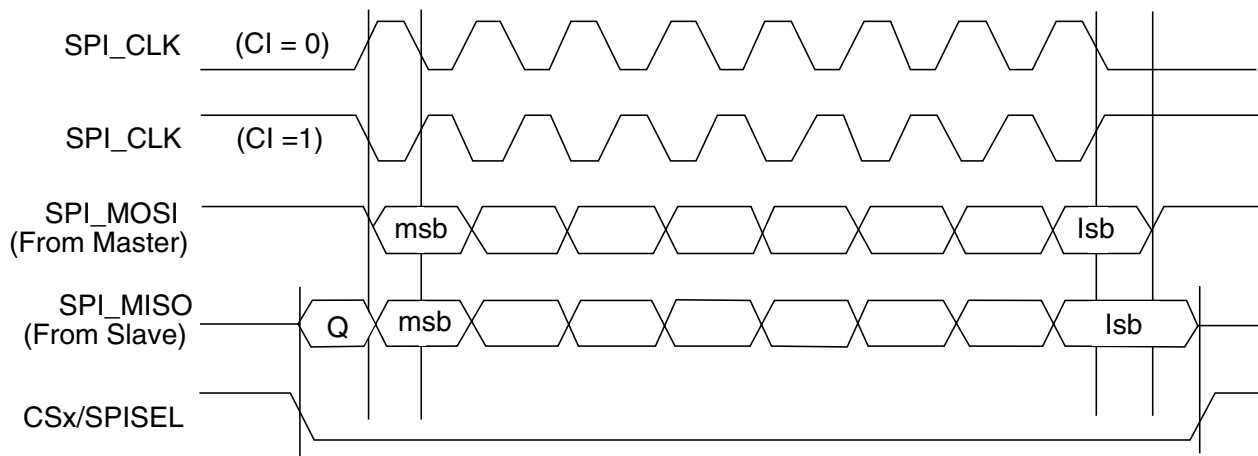 SPI_CLK (CI = 0)
SPI_CLK (CI =1)
SPI_MOSI
(From Master)
msb lsb
SPI_MISO
(From Slave)
Q msb lsb
CSx/SPISEL